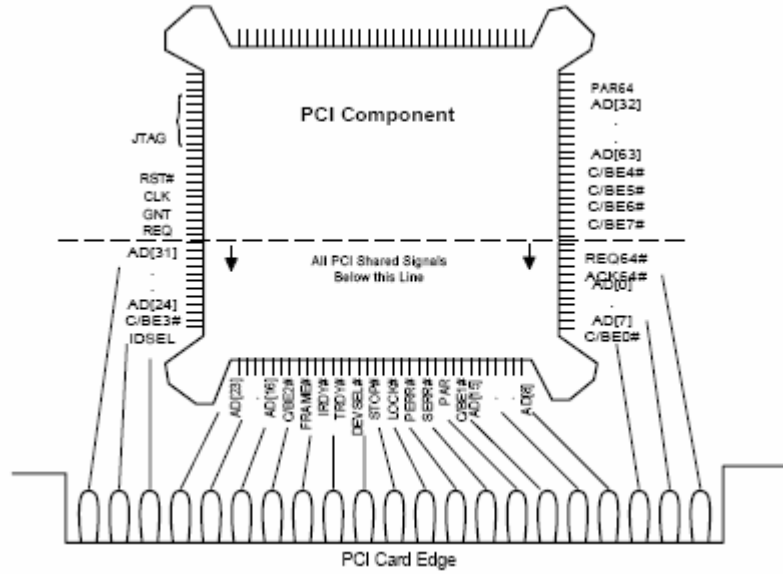 PCI Component
JTAG
RST#
CLK
GNT
REQ
AD[31]
.
.
AD[24]
C/BE3#
IDSEL
PAR64
AD[32]
.
.
AD[63]
C/BE4#
C/BE5#
C/BE6#
C/BE7#
All PCI Shared Signals
Below this Line
REQ64#
ACK64#
AD[0]
.
AD[7]
C/BE0#
AD[23]
.
AD[16]
C/BE2#
FRAME#
IRDY#
TRDY#
DEVSEL#
STOP#
LOCK#
PERR#
SERR#
PAR
C/BE1#
AD[15]
.
.
AD[8]
PCI Card Edge